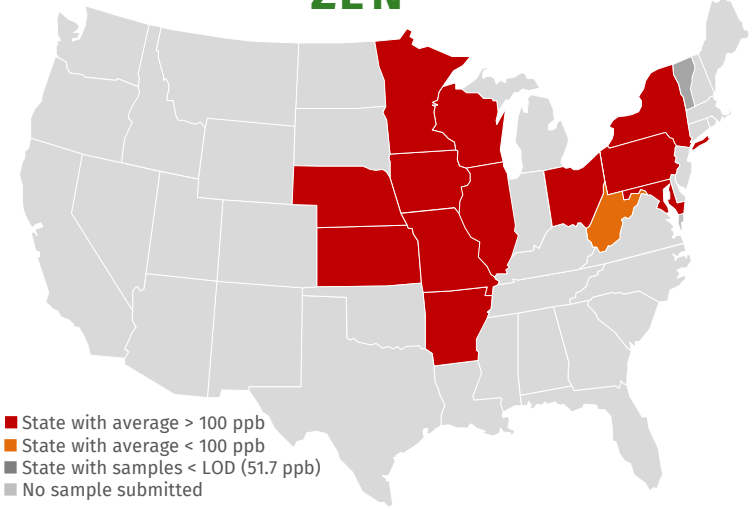 ZEN
State with average > 100 ppb
State with average < 100 ppb
State with samples < LOD (51.7 ppb)
No sample submitted